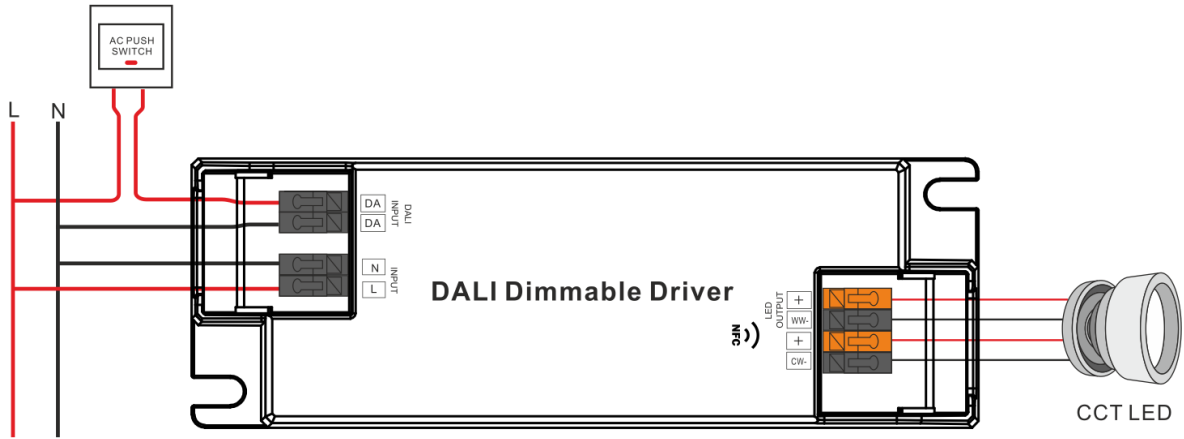 AC PUSH
SWITCH
L
N
DA
DA
DALI
INPUT
N
L
INPUT
DALI Dimmable Driver
NFC
LED
OUTPUT
+
WW-
+
CW-
CCT LED